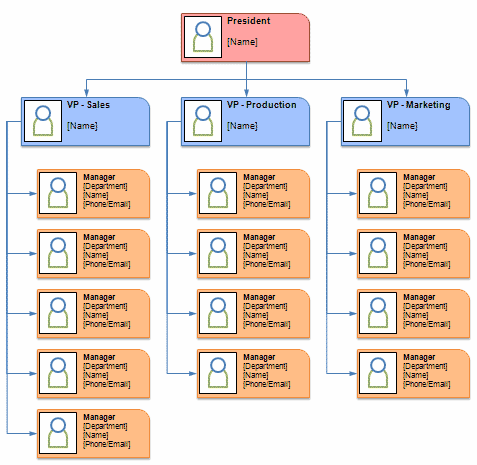 President
[Name]
VP - Sales
[Name]
VP - Production
[Name]
VP - Marketing
[Name]
Manager
[Department]
[Name]
[Phone/Email]
Manager
[Department]
[Name]
[Phone/Email]
Manager
[Department]
[Name]
[Phone/Email]
Manager
[Department]
[Name]
[Phone/Email]
Manager
[Department]
[Name]
[Phone/Email]
Manager
[Department]
[Name]
[Phone/Email]
Manager
[Department]
[Name]
[Phone/Email]
Manager
[Department]
[Name]
[Phone/Email]
Manager
[Department]
[Name]
[Phone/Email]
Manager
[Department]
[Name]
[Phone/Email]
Manager
[Department]
[Name]
[Phone/Email]
Manager
[Department]
[Name]
[Phone/Email]
Manager
[Department]
[Name]
[Phone/Email]